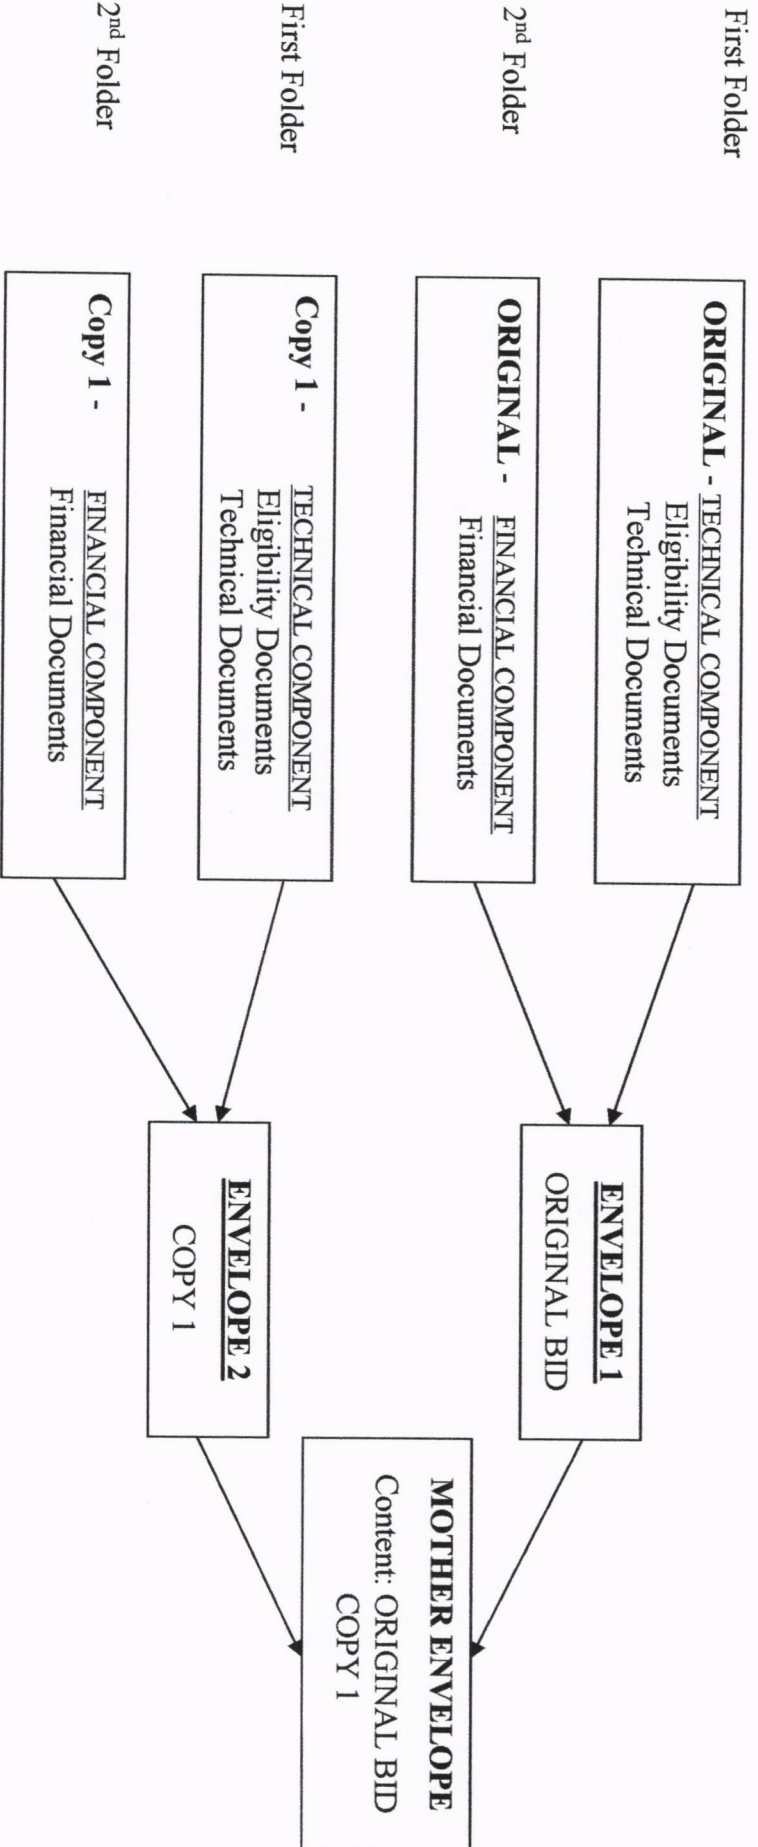 First Folder
ORIGINAL - TECHNICAL COMPONENT
Eligibility Documents
Technical Documents
2nd Folder
ORIGINAL - FINANCIAL COMPONENT
Financial Documents
ENVELOPE 1
ORIGINAL BID
First Folder
Copy 1 - TECHNICAL COMPONENT
Eligibility Documents
Technical Documents
2nd Folder
Copy 1 - FINANCIAL COMPONENT
Financial Documents
ENVELOPE 2
COPY 1
MOTHER ENVELOPE
Content: ORIGINAL BID
COPY 1